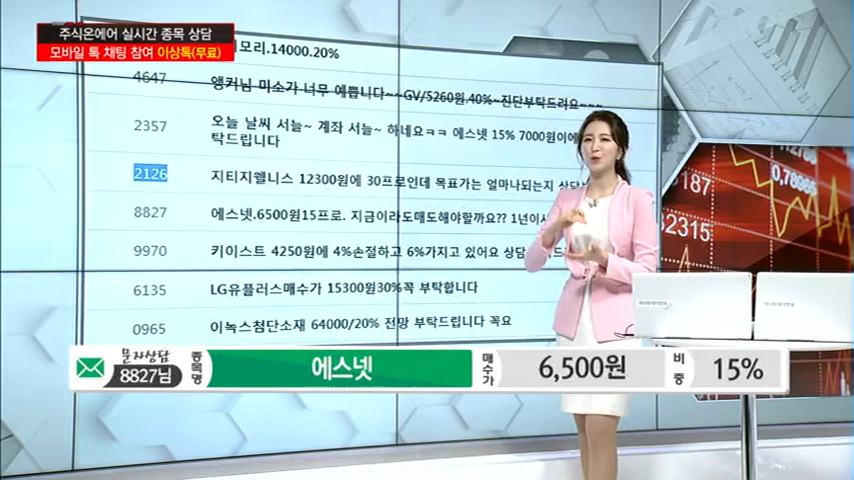 주식온에어 실시간 종목 상담
모바일 톡 채팅 참여 이상톡(무료)
모리.14000.20%
4647 앵커님 미소가 너무 예쁩니다~~GV/5260원.40%~진단부탁드려요~~~
2357 오늘 날씨 서늘~ 계좌 서늘~ 하네요ㅋㅋ 에스넷 15% 7000원이에
탁드립니다
2126 지티지웰니스 12300원에 30프로인데 목표가는 얼마나되는지 상담
8827 에스넷.6500원15프로. 지금이라도매도해야할까요?? 1년이
9970 키이스트 4250원에 4%손절하고 6%가지고 있어요 상담
6135 LG유플러스매수가 15300원30%꼭 부탁합니다
0965 이녹스첨단소재 64000/20% 전망 부탁드립니다 꼭요
0,78965
32315
문자상담
8827님
종목명
에스넷
매수가
6,500원
비중
15%